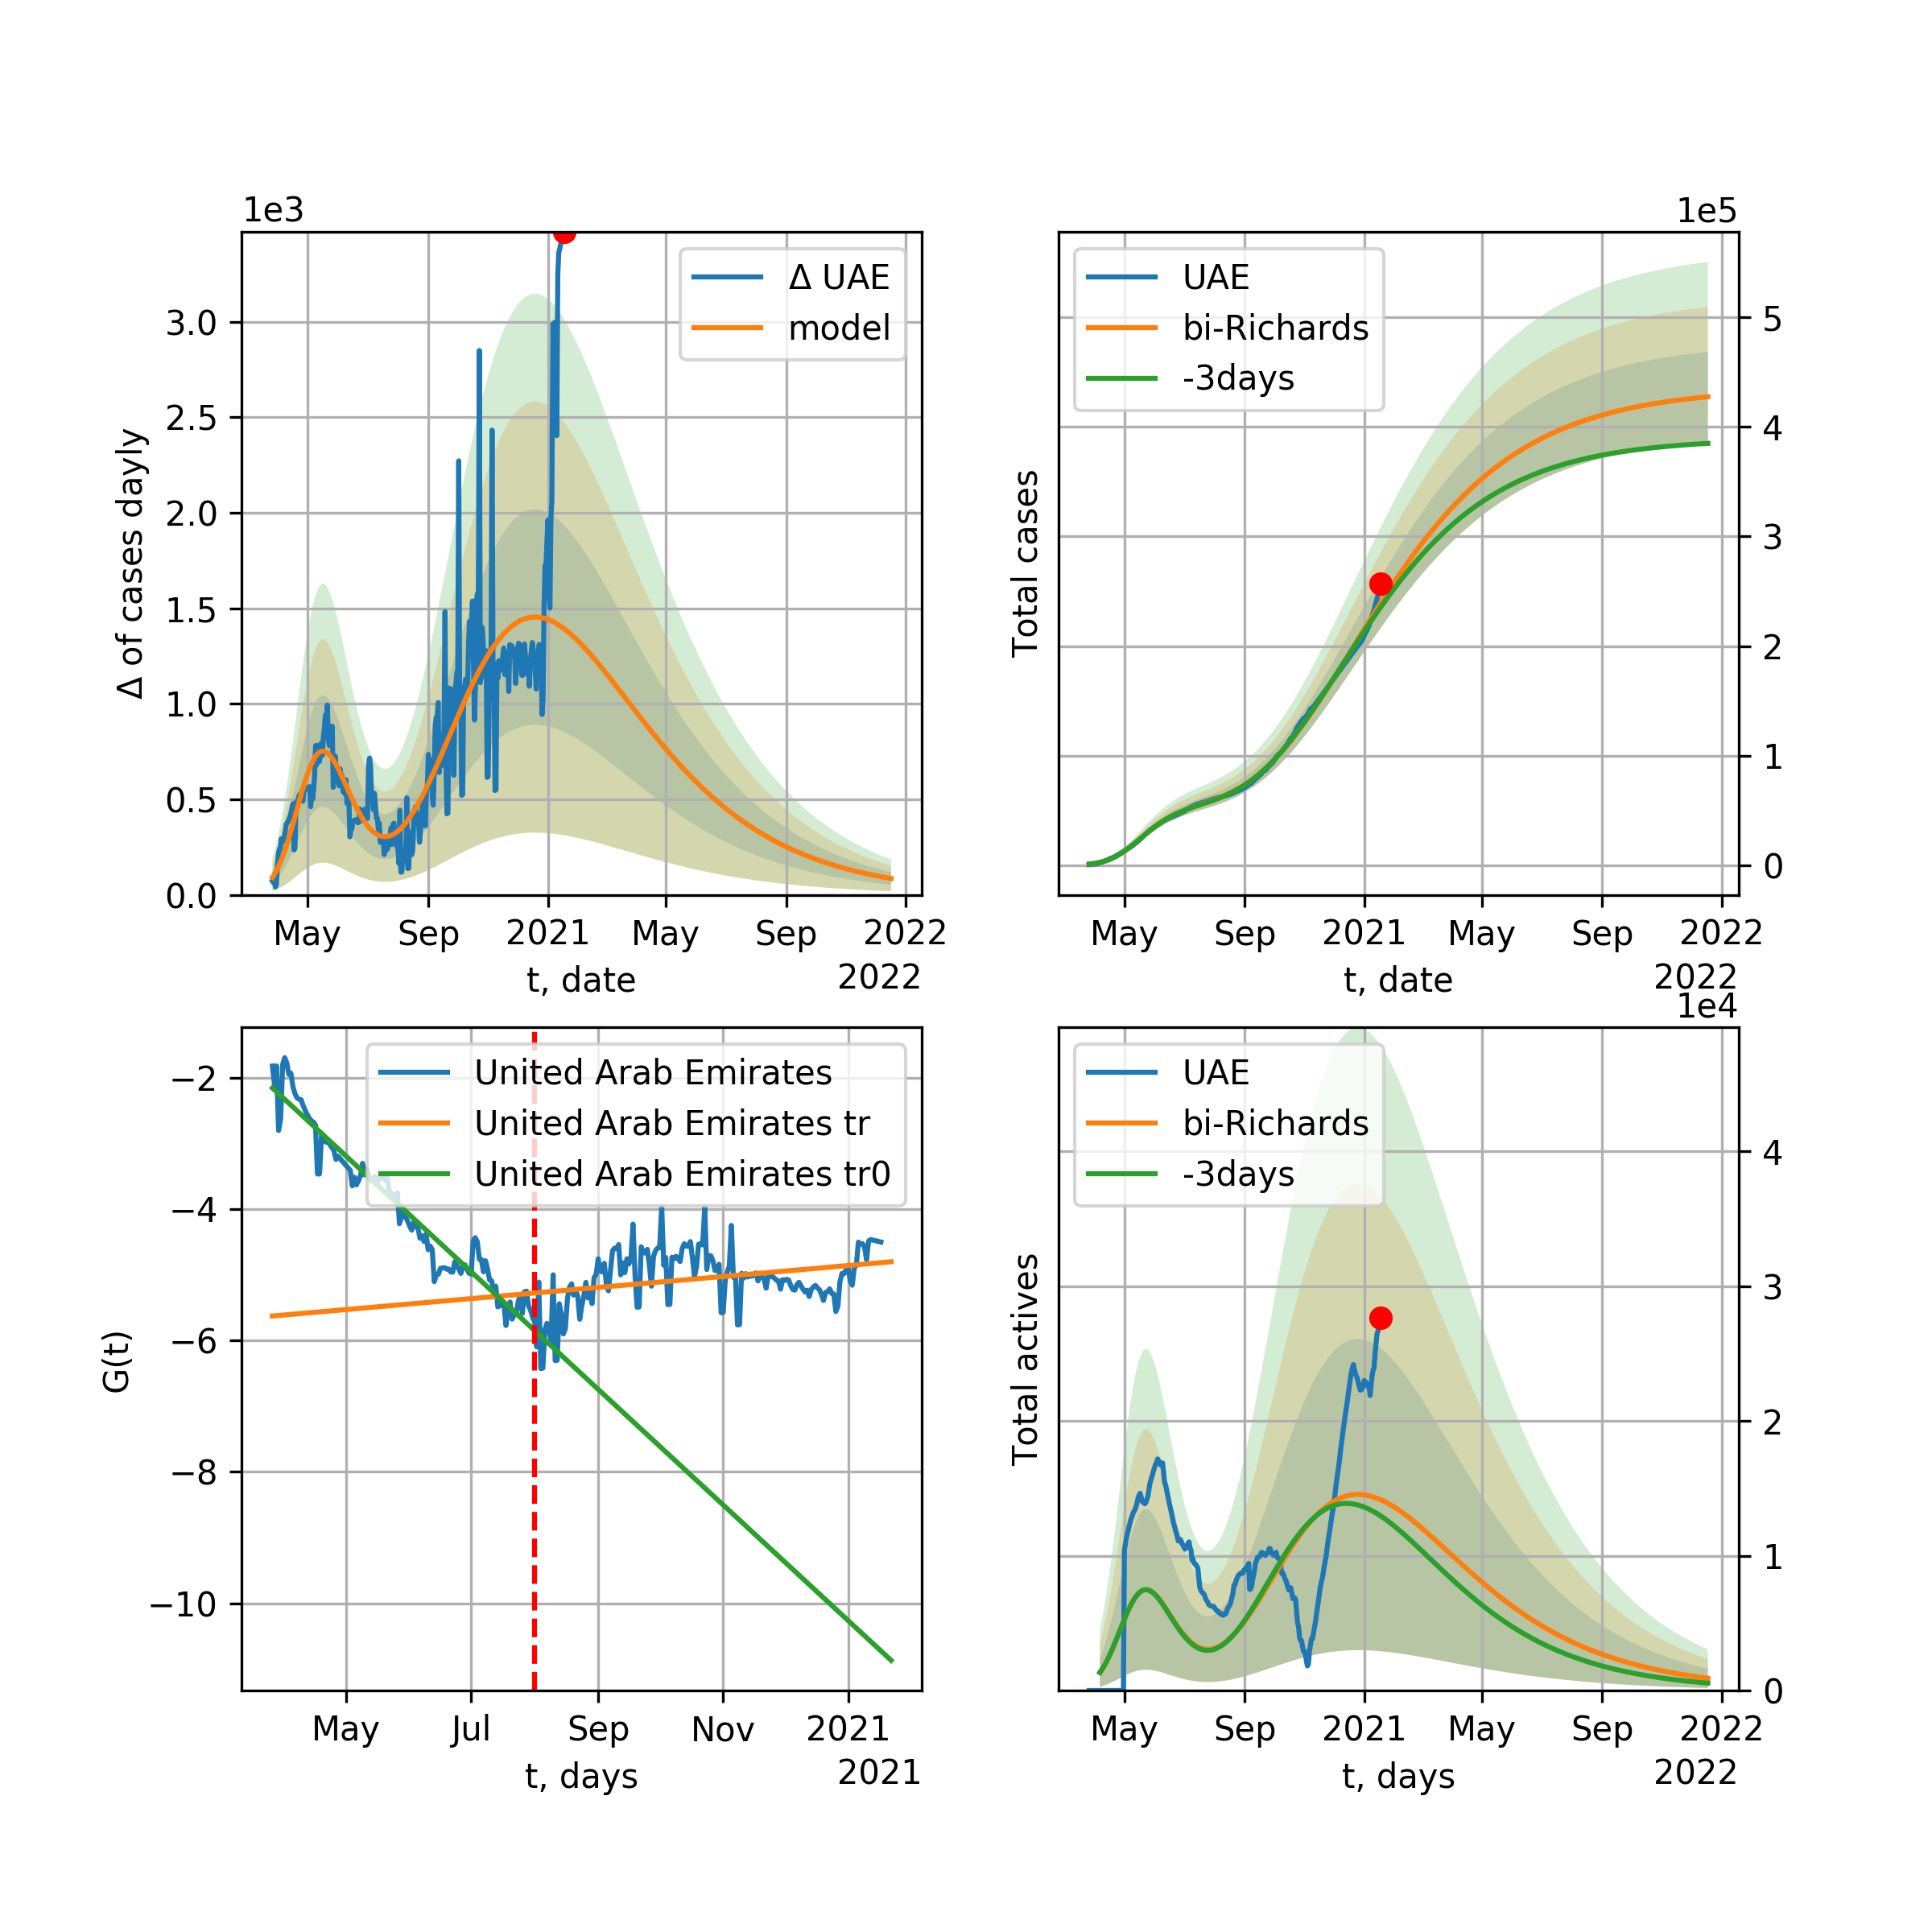 1e3
Δ of cases dayly
3.0
2.5
2.0
1.5
1.0
0.5
0.0
Δ UAE
model
May Sep 2021 May Sep 2022
t, date 2022
1e5
Total cases
UAE
bi-Richards
-3days
5
4
3
2
1
0
May Sep 2021 May Sep 2022
t, date 2022
G(t)
−2
−4
−6
−8
−10
United Arab Emirates
United Arab Emirates tr
United Arab Emirates tr0
May Jul Sep Nov 2021
t, days 2021
1e4
Total actives
UAE
bi-Richards
-3days
4
3
2
1
0
May Sep 2021 May Sep 2022
t, days 2022